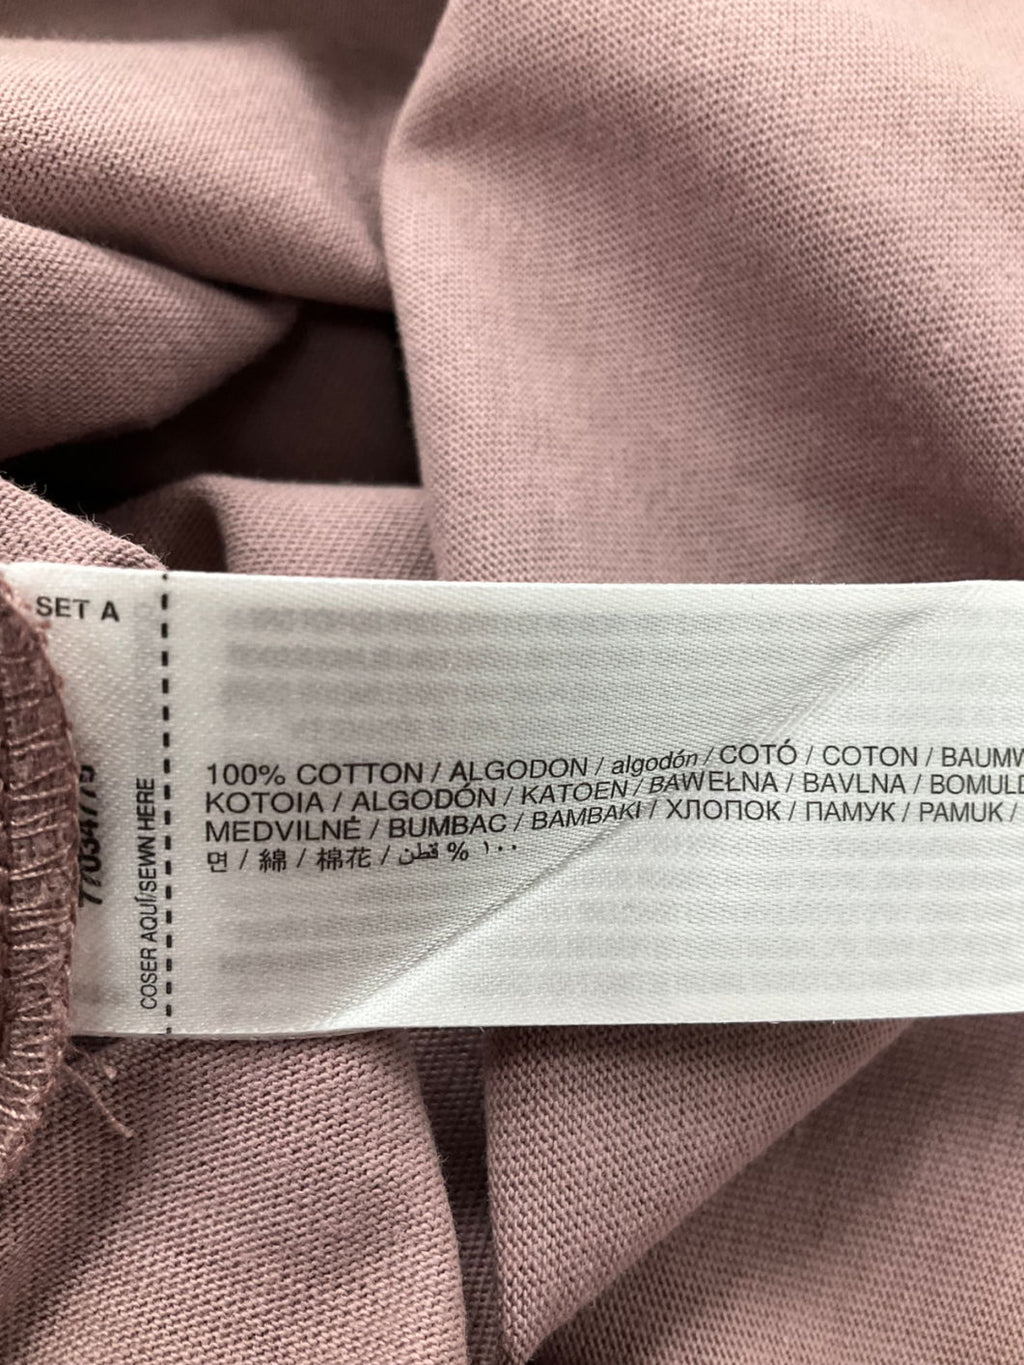 SET A
COSER AQUÍ/SEWN HERE
100% COTTON / ALGODON / algodón / COTÓ / COTON / BAUMW
KOTOIA / ALGODÓN / KATOEN / BAWEŁNA / BAVLNA / BOMULD
MEDVILNÉ / BUMBAC / BAMBAKI / ХЛОПОК / ПАМУК / PAMUK /
면 / 綿 / 棉花 / قطن % ١٠٠